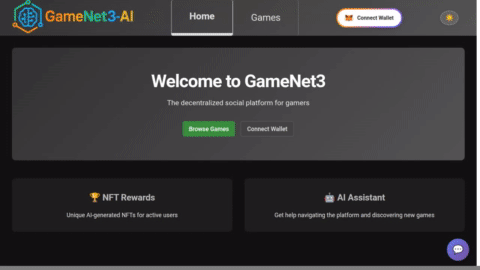 GameNet3-AI
Home
Games
Connect Wallet
Welcome to GameNet3
The decentralized social platform for gamers
Browse Games
Connect Wallet
NFT Rewards
Unique AI-generated NFTs for active users
AI Assistant
Get help navigating the platform and discovering new games